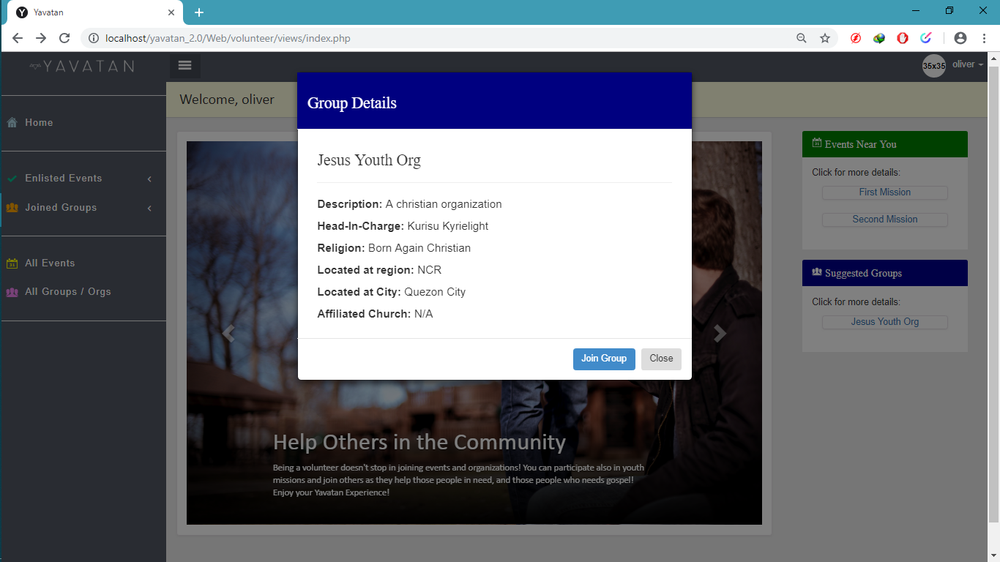 Yavatan
localhost/yavatan_2.0/Web/volunteer/views/index.php
YAVATAN
35x35
oliver
Welcome, oliver
Home
Enlisted Events
Joined Groups
All Events
All Groups / Orgs
Group Details
Jesus Youth Org
Description: A christian organization
Head-In-Charge: Kurisu Kyrielight
Religion: Born Again Christian
Located at region: NCR
Located at City: Quezon City
Affiliated Church: N/A
Join Group
Close
Help Others in the Community
Being a volunteer doesn't stop in joining events and organizations! You can participate also in youth
missions and join others as they help those people in need, and those people who needs gospel!
Enjoy your Yavatan Experience!
Events Near You
Click for more details:
First Mission
Second Mission
Suggested Groups
Click for more details:
Jesus Youth Org